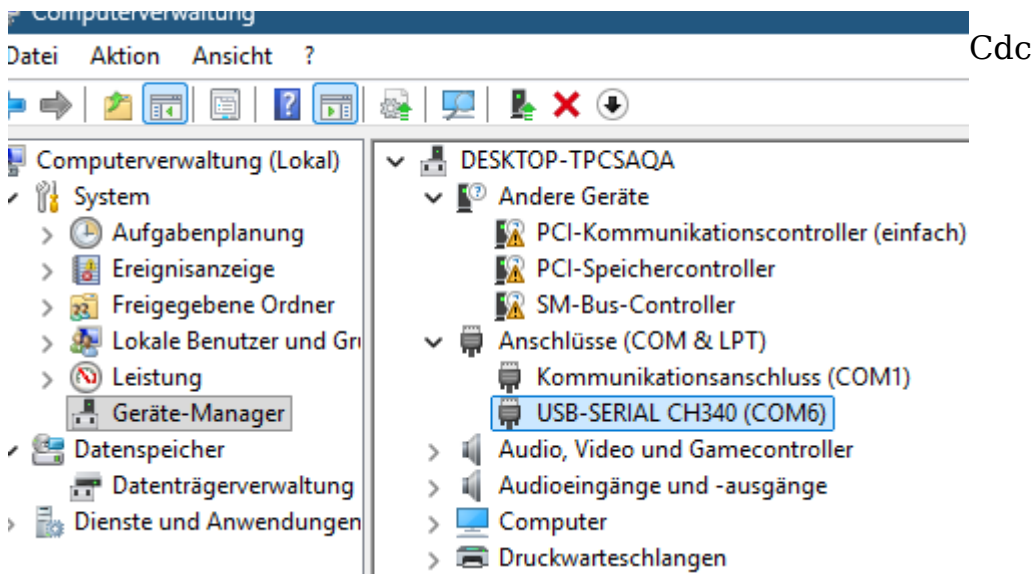 Computerverwaltung
Cdc
Datei Aktion Ansicht ?
Computerverwaltung (Lokal)
System
Aufgabenplanung
Ereignisanzeige
Freigegebene Ordner
Lokale Benutzer und Gru
Leistung
Geräte-Manager
Datenspeicher
Datenträgerverwaltung
Dienste und Anwendungen
DESKTOP-TPCSAQA
Andere Geräte
PCI-Kommunikationscontroller (einfach)
PCI-Speichercontroller
SM-Bus-Controller
Anschlüsse (COM & LPT)
Kommunikationsanschluss (COM1)
USB-SERIAL CH340 (COM6)
Audio, Video und Gamecontroller
Audioeingänge und -ausgänge
Computer
Druckwarteschlangen